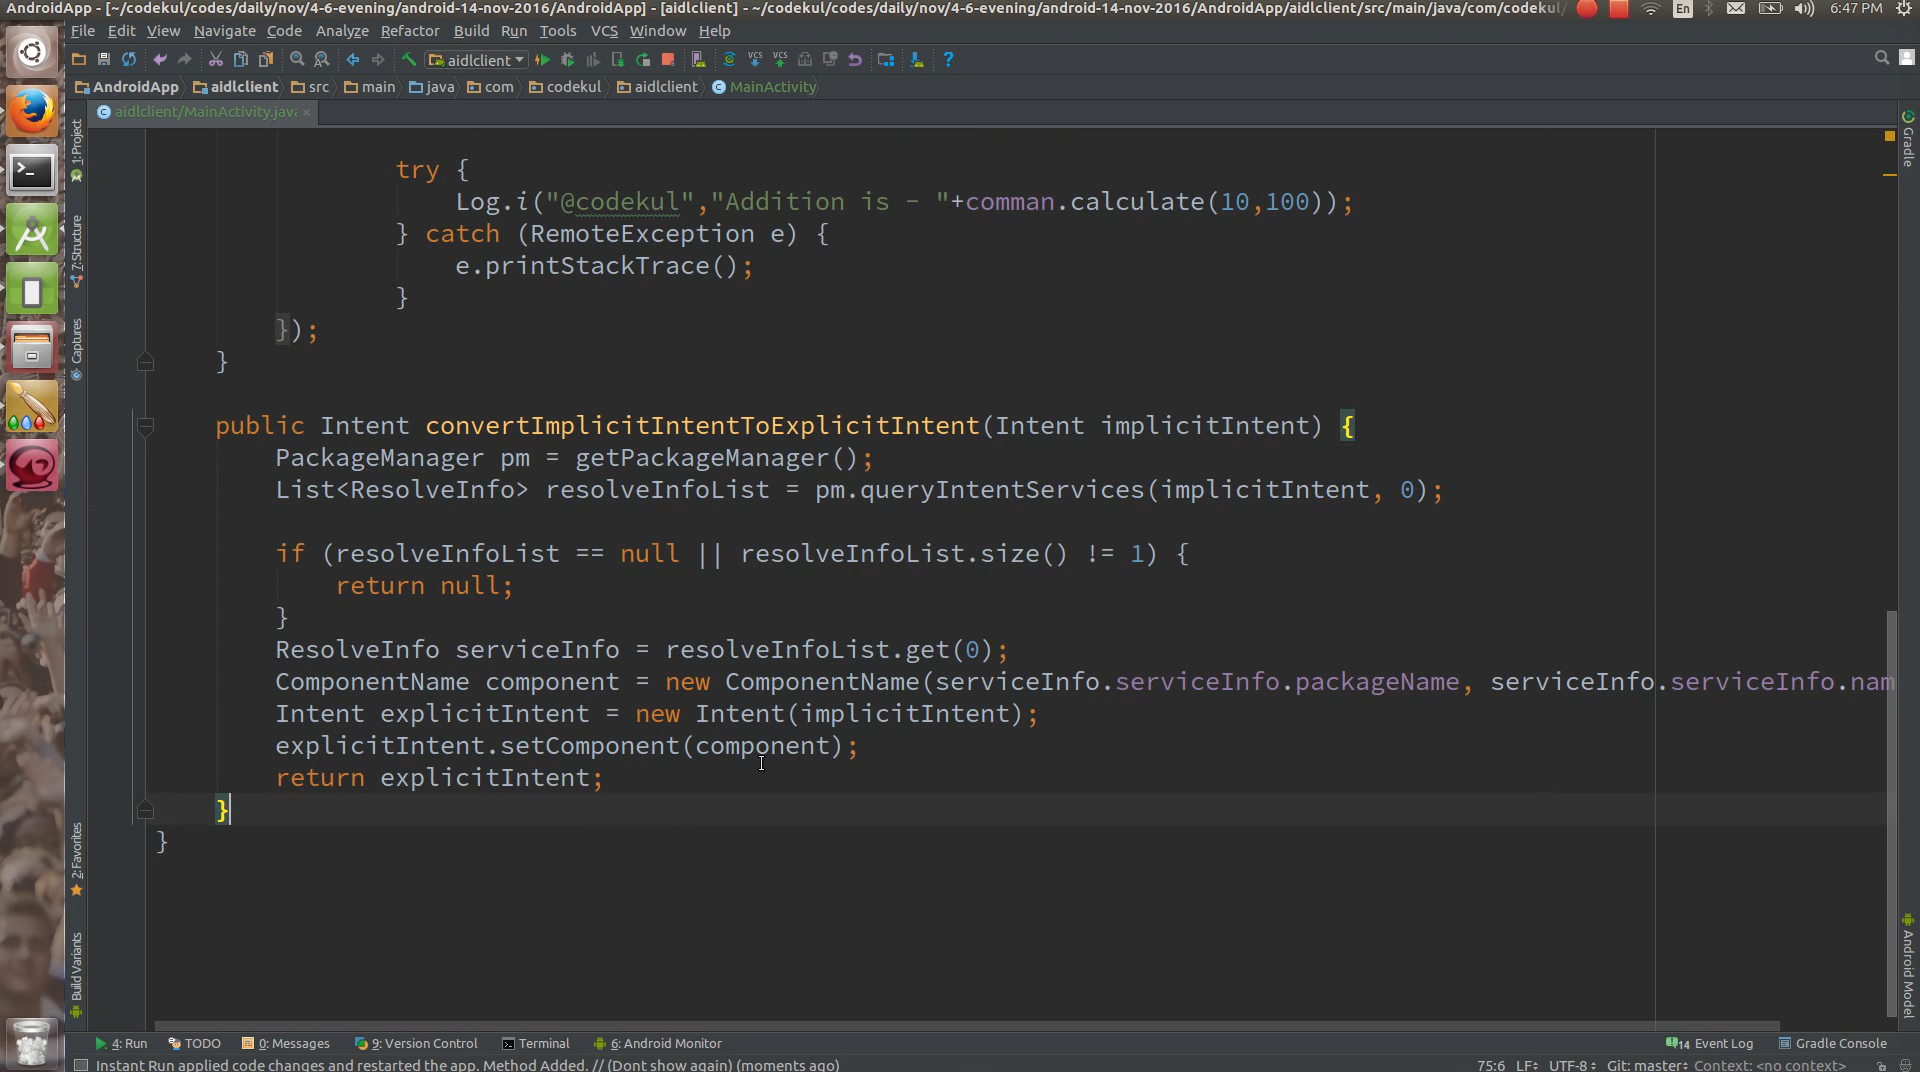 AndroidApp - [~/codekul/codes/daily/nov/4-6-evening/android-14-nov-2016/AndroidApp] - [aidlclient] - ~/codekul/codes/daily/nov/4-6-evening/android-14-nov-2016/AndroidApp/aidlclient/src/main/java/com/codekul/ En 6:47 PM
File Edit View Navigate Code Analyze Refactor Build Run Tools VCS Window Help
aidlclient VCS VCS ?
AndroidApp aidlclient src main java com codekul aidlclient MainActivity
aidlclient/MainActivity.java
1: Project
7: Structure
Captures
2: Favorites
Build Variants
Gradle
Android Model
try {
Log.i("@codekul","Addition is - "+comman.calculate(10,100));
} catch (RemoteException e) {
e.printStackTrace();
}
});
}
public Intent convertImplicitIntentToExplicitIntent(Intent implicitIntent) {
PackageManager pm = getPackageManager();
List<ResolveInfo> resolveInfoList = pm.queryIntentServices(implicitIntent, 0);
if (resolveInfoList == null || resolveInfoList.size() != 1) {
return null;
}
ResolveInfo serviceInfo = resolveInfoList.get(0);
ComponentName component = new ComponentName(serviceInfo.serviceInfo.packageName, serviceInfo.serviceInfo.nam
Intent explicitIntent = new Intent(implicitIntent);
explicitIntent.setComponent(component);
return explicitIntent;
}
}
4: Run TODO 0: Messages 9: Version Control Terminal 6: Android Monitor 14 Event Log Gradle Console
Instant Run applied code changes and restarted the app. Method Added. // (Dont show again) (moments ago) 75:6 LF÷ UTF-8÷ Git: master÷ Context: <no context>